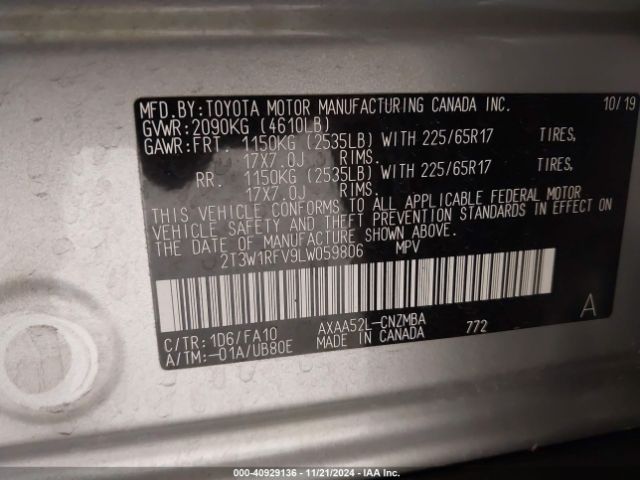 MFD.BY:TOYOTA MOTOR MANUFACTURING CANADA INC. 10/19
GVWR:2090KG (4610LB)
GAWR:FRT. 1150KG (2535LB) WITH 225/65R17 TIRES,
17X7.0J RIMS.
RR. 1150KG (2535LB) WITH 225/65R17 TIRES,
17X7.0J RIMS.
THIS VEHICLE CONFORMS TO ALL APPLICABLE FEDERAL MOTOR
VEHICLE SAFETY AND THEFT PREVENTION STANDARDS IN EFFECT ON
THE DATE OF MANUFACTURE SHOWN ABOVE.
2T3W1RFV9LW059806 MPV
A
C/TR:1D6/FA10 AXAA52L-CNZMBA 772
A/TM:-01A/UB80E MADE IN CANADA
000-40929136 - 11/21/2024 - IAA Inc.